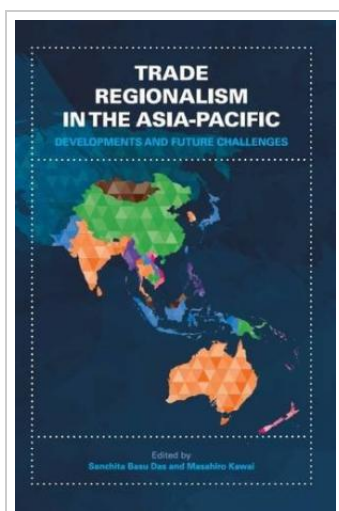 TRADE
REGIONALISM
IN THE ASIA-PACIFIC
DEVELOPMENTS AND FUTURE CHALLENGES
Edited by
Sanchita Basu Das and Masahiro Kawai